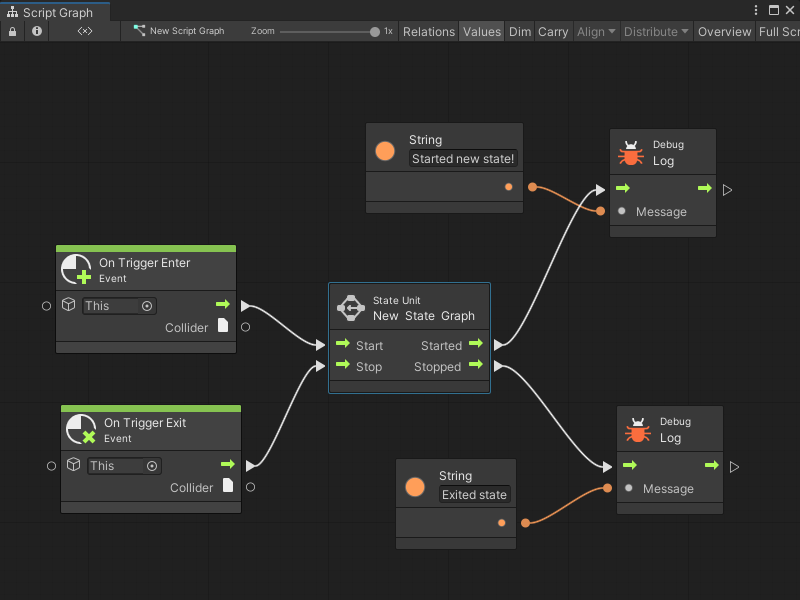 Script Graph
New Script Graph
Zoom
1x
Relations
Values
Dim
Carry
Align
Distribute
Overview
Full Scr
String
Started new state!
Debug
Log
Message
On Trigger Enter
Event
This
Collider
State Unit
New State Graph
Start
Started
Stop
Stopped
On Trigger Exit
Event
This
Collider
String
Exited state
Debug
Log
Message